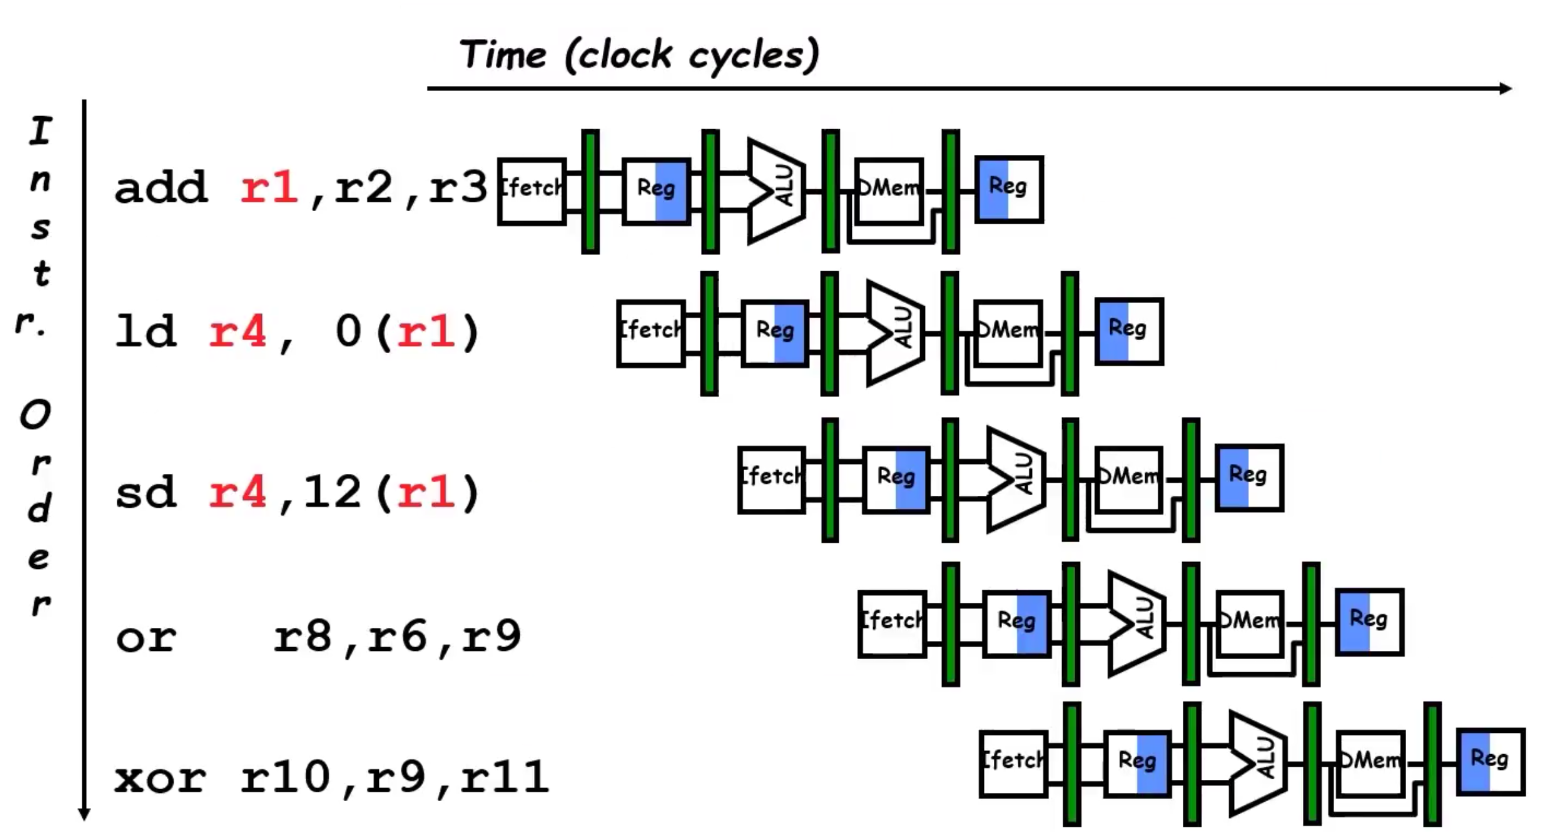 Time (clock cycles)
Instr. Order
add r1,r2,r3
Ifetch Reg ALU DMem Reg
ld r4, 0(r1)
Ifetch Reg ALU DMem Reg
sd r4,12(r1)
Ifetch Reg ALU DMem Reg
or r8,r6,r9
Ifetch Reg ALU DMem Reg
xor r10,r9,r11
Ifetch Reg ALU DMem Reg